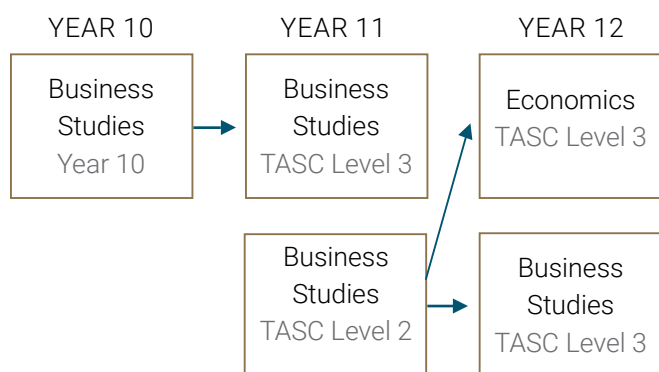 YEAR 10
YEAR 11
YEAR 12
Business
Studies
Year 10
Business
Studies
TASC Level 3
Economics
TASC Level 3
Business
Studies
TASC Level 2
Business
Studies
TASC Level 3